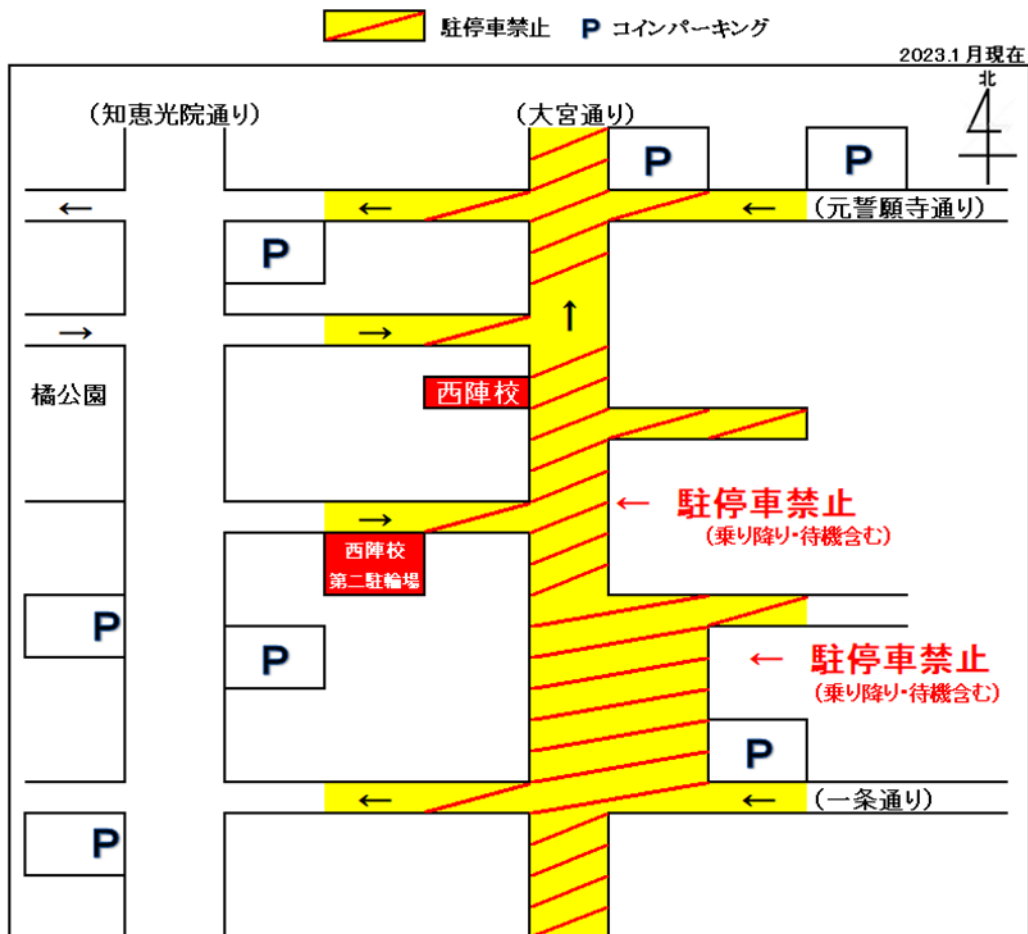 駐停車禁止 P コインパーキング
2023.1月現在
北
(知恵光院通り) (大宮通り)
P P
← ← ← (元誓願寺通り)
P
→ → ↑
橘公園 西陣校
← 駐停車禁止
(乗り降り・待機含む)
→
西陣校
第二駐輪場
P
P
← 駐停車禁止
(乗り降り・待機含む)
P
← ← (一条通り)
P